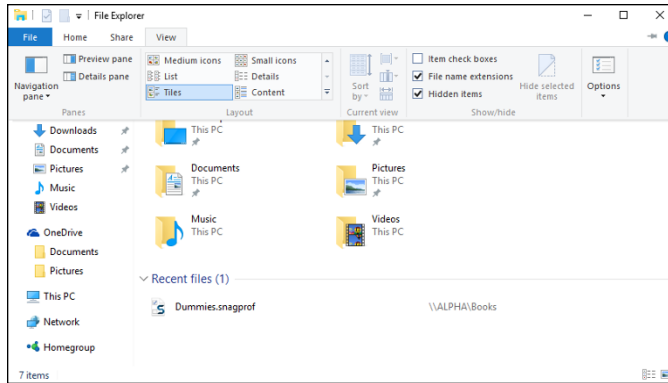 File Explorer
File Home Share View
Preview pane
Details pane
Navigation pane
Panes
Medium icons Small icons
List Details
Tiles Content
Layout
Sort by
Current view
Item check boxes
File name extensions
Hidden items
Hide selected items
Show/hide
Options
Downloads
Documents
Pictures
Music
Videos
OneDrive
Documents
Pictures
This PC
Network
Homegroup
This PC
This PC
Documents
This PC
Pictures
This PC
Music
This PC
Videos
This PC
Recent files (1)
Dummies.snagprof \\ALPHA\Books
7 items